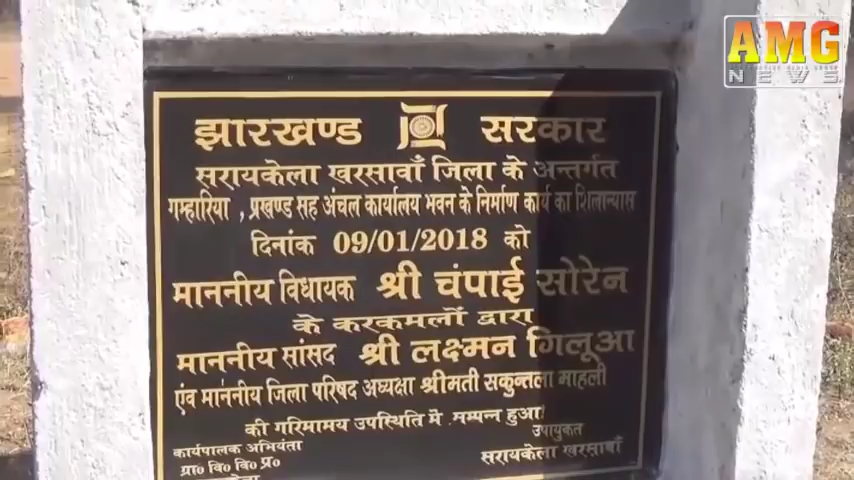 AMG
NEWS
झारखण्ड सरकार
सरायकेला खरसावाँ जिला के अन्तर्गत
गम्हारिया , प्रखण्ड सह अंचल कार्यालय भवन के निर्माण कार्य का शिलान्यास
दिनांक 09/01/2018 को
माननीय विधायक श्री चंपाई सोरेन
के करकमलों द्वारा
माननीय सांसद श्री लक्ष्मन गिलूआ
एंव माननीय जिला परिषद अध्यक्षा श्रीमती सकुन्तला माहली
की गरिमामय उपस्थिति में सम्पन्न हुआ
कार्यपालक अभियंता उपायुकत
प्रा० वि० वि० प्र० सरायकेला खरसावाँ